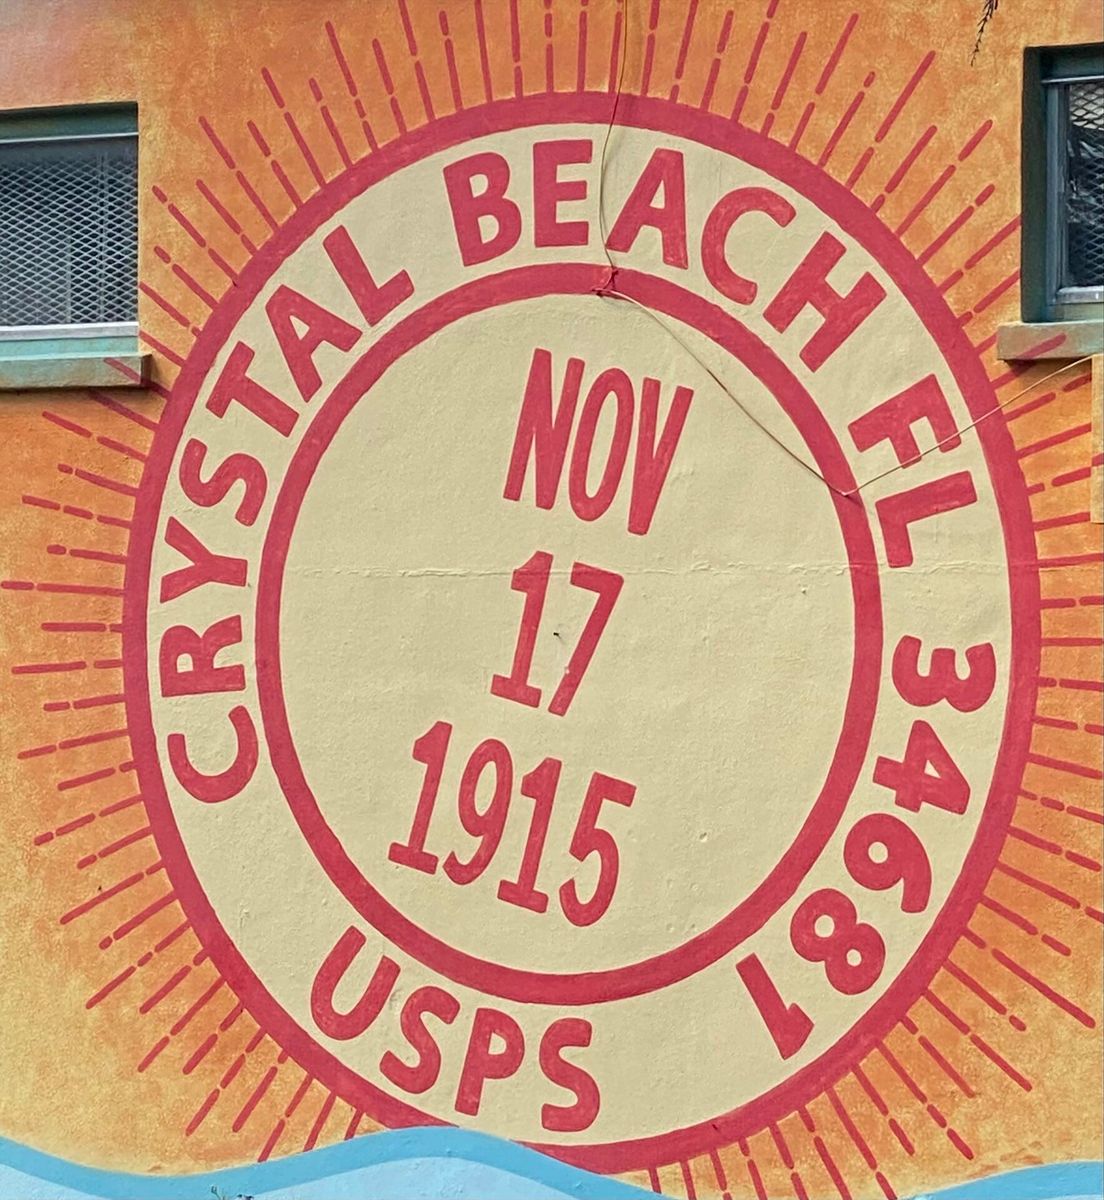 CRYSTAL BEACH FL 34681
NOV
17
1915
USPS